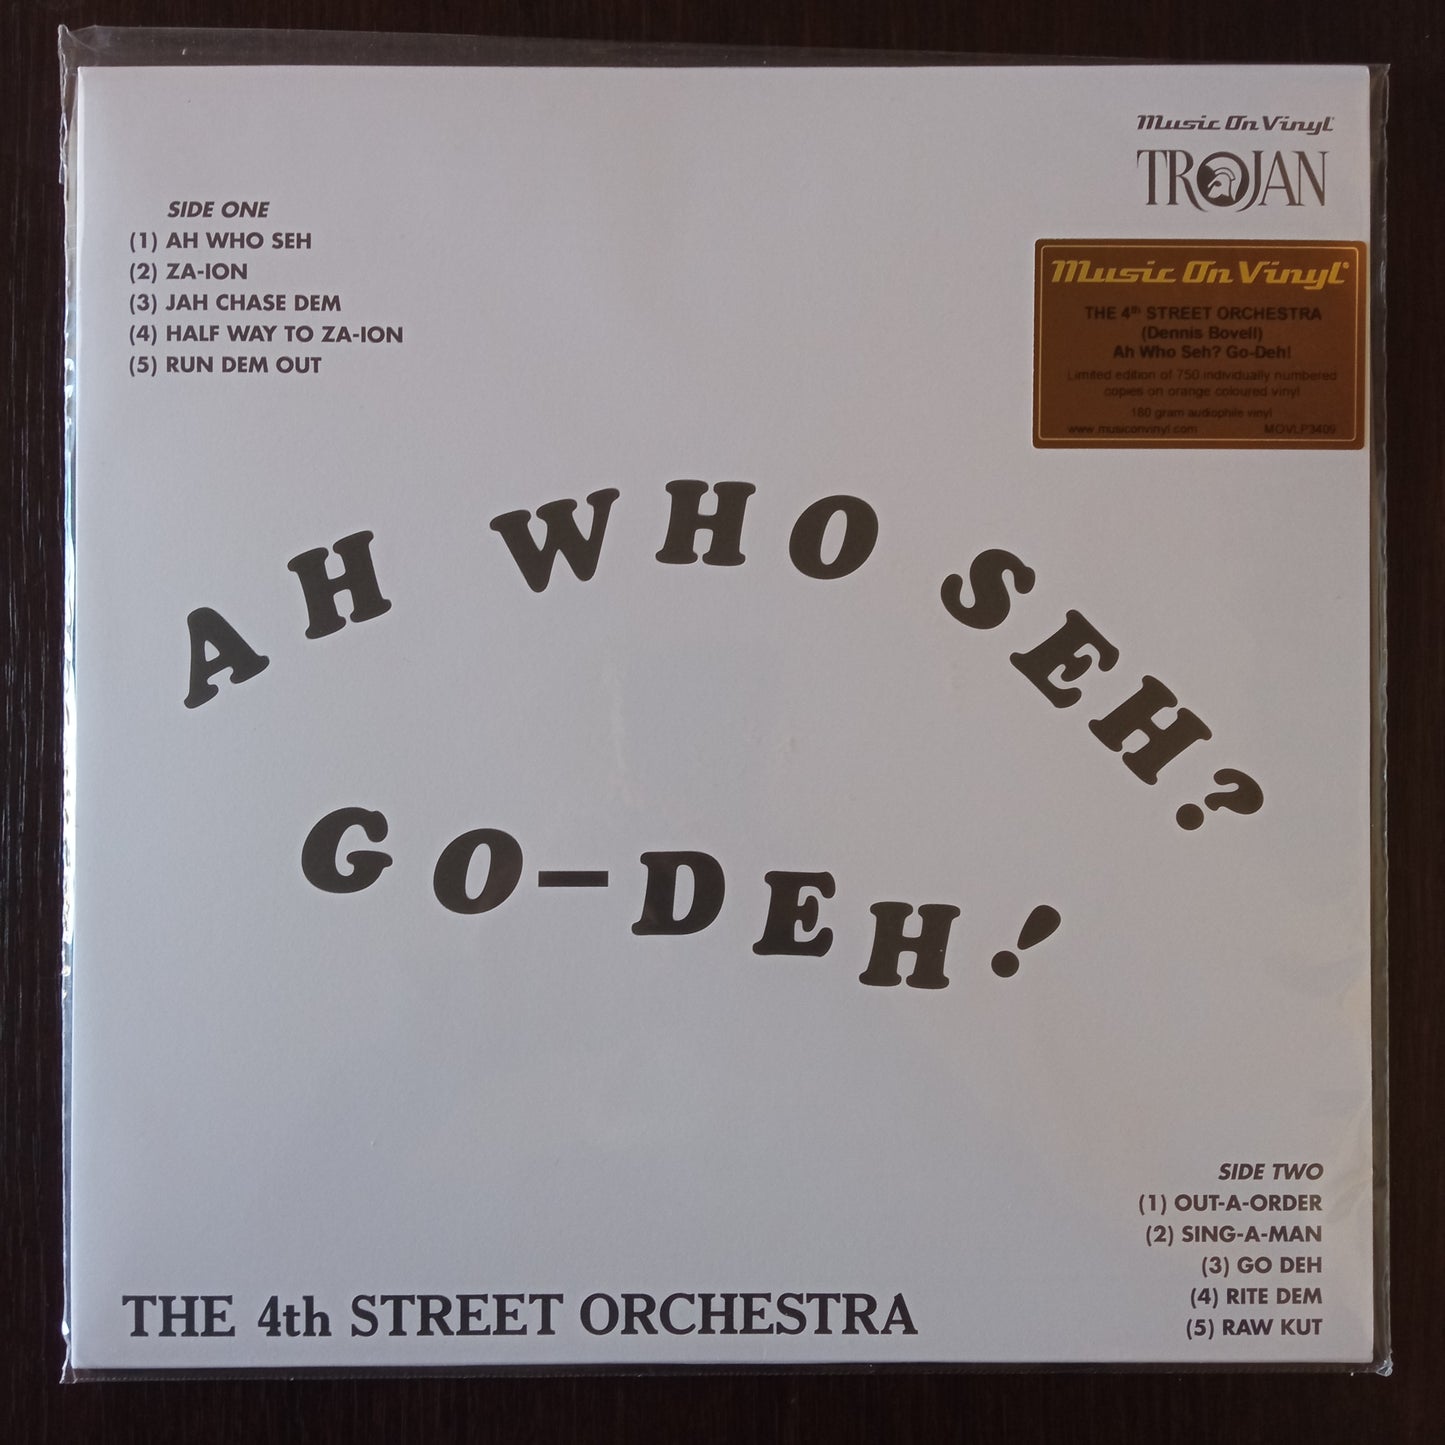 Music On Vinyl
TROJAN
SIDE ONE
(1) AH WHO SEH
(2) ZA-ION
(3) JAH CHASE DEM
(4) HALF WAY TO ZA-ION
(5) RUN DEM OUT
Music On Vinyl®
THE 4th STREET ORCHESTRA
(Dennis Bovell)
Ah Who Seh? Go-Deh!
Limited edition of 750 individually numbered
copies on orange coloured vinyl
180 gram audiophile vinyl
www.musiconvinyl.com MOVLP3409
AH WHO SEH?
GO-DEH!
SIDE TWO
(1) OUT-A-ORDER
(2) SING-A-MAN
(3) GO DEH
(4) RITE DEM
(5) RAW KUT
THE 4th STREET ORCHESTRA